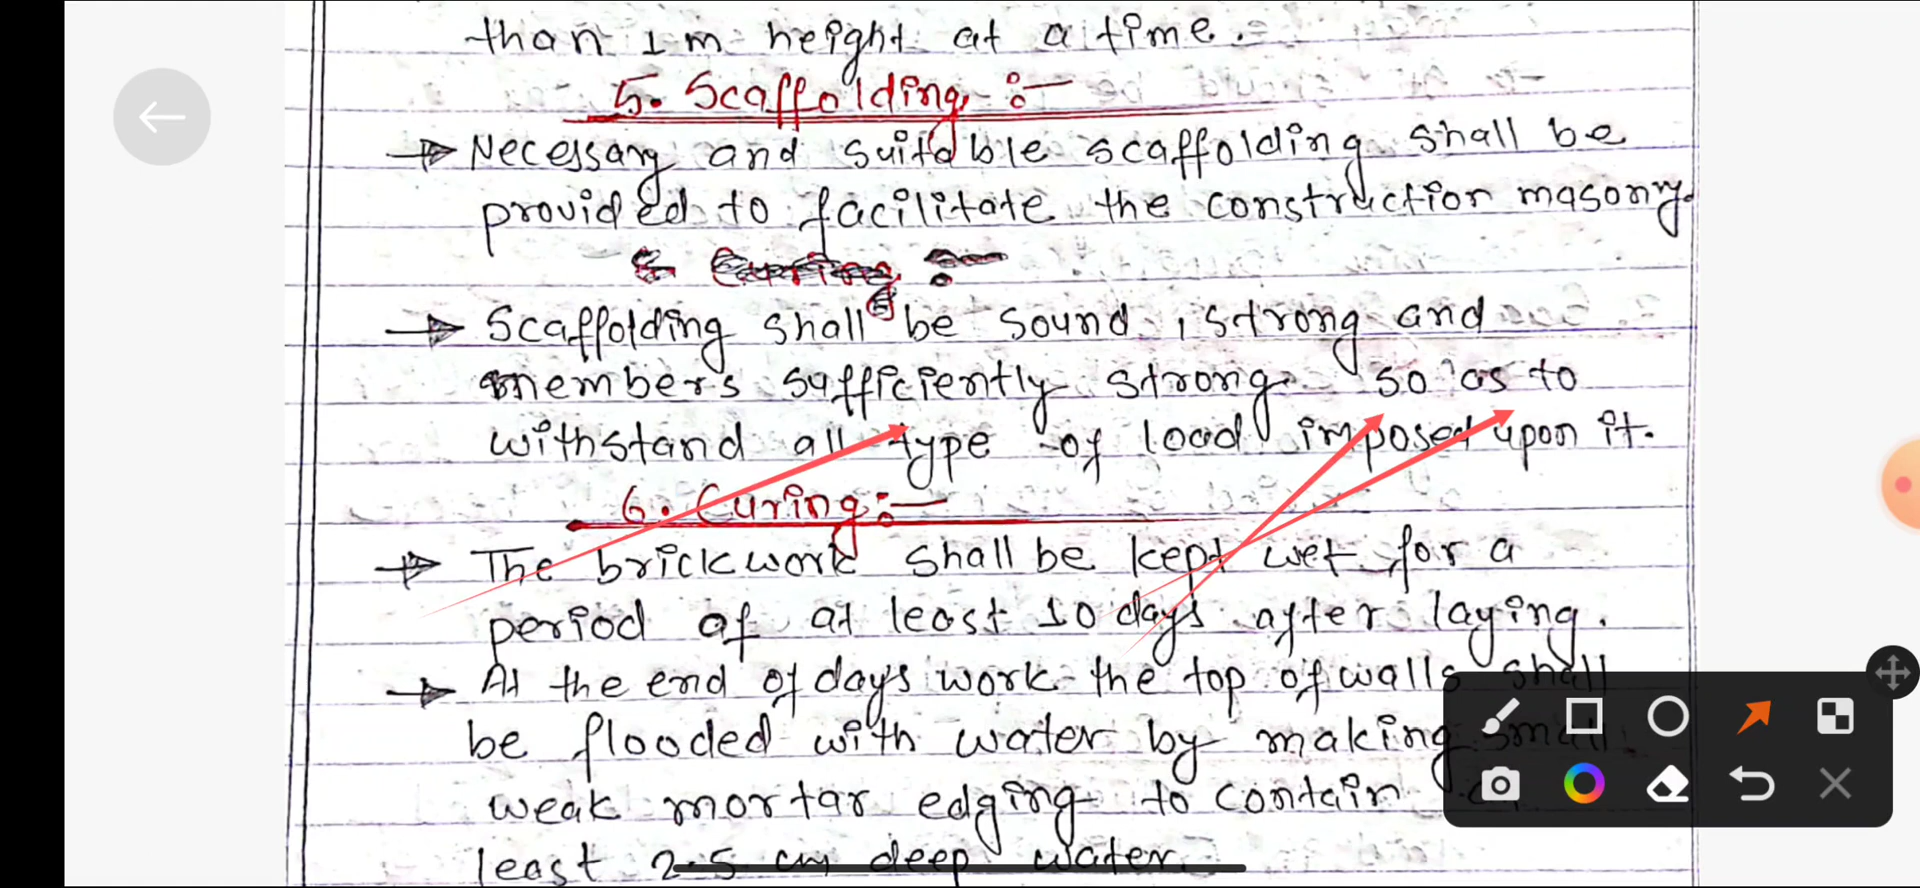 than 1 m height at a time.
5. Scaffolding :-
→ Necessary and suitable scaffolding shall be
provided to facilitate the construction masonry.
→ Scaffolding shall be sound, strong and
members sufficiently strong so as to
withstand all type of load imposed upon it.
6. Curing :-
→ The brickwork shall be kept wet for a
period of at least 10 days after laying.
→ At the end of days work the top of walls shall
be flooded with water by making small
weak mortar edging to contain
least 2.5 cm deep water.